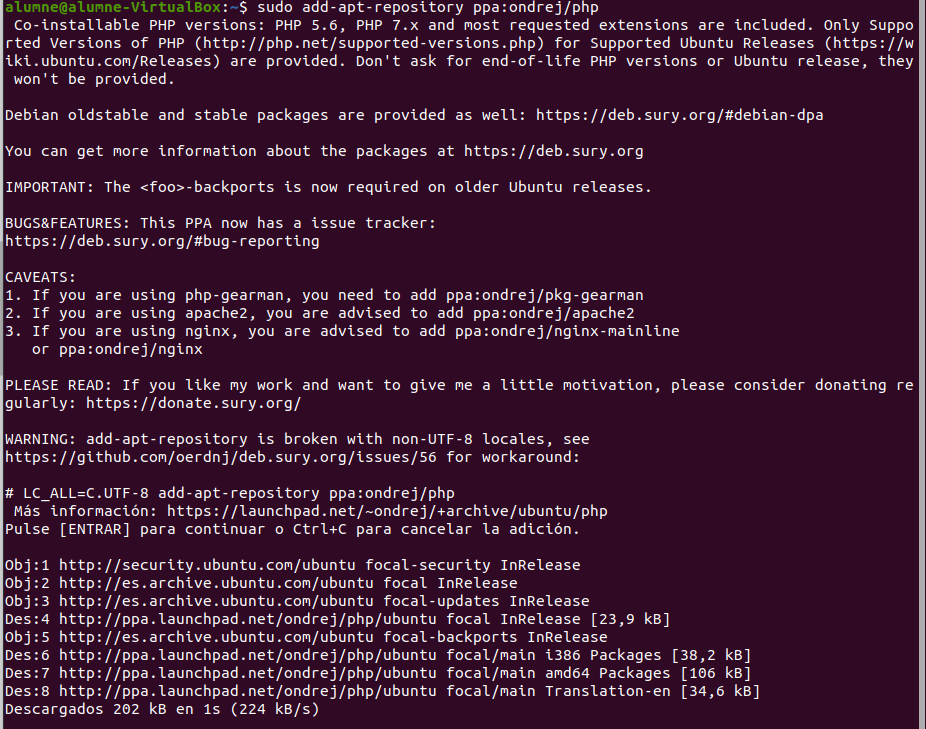 alumne@alumne-VirtualBox:~$ sudo add-apt-repository ppa:ondrej/php
 Co-installable PHP versions: PHP 5.6, PHP 7.x and most requested extensions are included. Only Suppo
rted Versions of PHP (http://php.net/supported-versions.php) for Supported Ubuntu Releases (https://w
iki.ubuntu.com/Releases) are provided. Don't ask for end-of-life PHP versions or Ubuntu release, they
 won't be provided.

Debian oldstable and stable packages are provided as well: https://deb.sury.org/#debian-dpa

You can get more information about the packages at https://deb.sury.org

IMPORTANT: The <foo>-backports is now required on older Ubuntu releases.

BUGS&FEATURES: This PPA now has a issue tracker:
https://deb.sury.org/#bug-reporting

CAVEATS:
1. If you are using php-gearman, you need to add ppa:ondrej/pkg-gearman
2. If you are using apache2, you are advised to add ppa:ondrej/apache2
3. If you are using nginx, you are advised to add ppa:ondrej/nginx-mainline
   or ppa:ondrej/nginx

PLEASE READ: If you like my work and want to give me a little motivation, please consider donating re
gularly: https://donate.sury.org/

WARNING: add-apt-repository is broken with non-UTF-8 locales, see
https://github.com/oerdnj/deb.sury.org/issues/56 for workaround:

# LC_ALL=C.UTF-8 add-apt-repository ppa:ondrej/php
 Más información: https://launchpad.net/~ondrej/+archive/ubuntu/php
Pulse [ENTRAR] para continuar o Ctrl+C para cancelar la adición.

Obj:1 http://security.ubuntu.com/ubuntu focal-security InRelease
Obj:2 http://es.archive.ubuntu.com/ubuntu focal InRelease
Obj:3 http://es.archive.ubuntu.com/ubuntu focal-updates InRelease
Des:4 http://ppa.launchpad.net/ondrej/php/ubuntu focal InRelease [23,9 kB]
Obj:5 http://es.archive.ubuntu.com/ubuntu focal-backports InRelease
Des:6 http://ppa.launchpad.net/ondrej/php/ubuntu focal/main i386 Packages [38,2 kB]
Des:7 http://ppa.launchpad.net/ondrej/php/ubuntu focal/main amd64 Packages [106 kB]
Des:8 http://ppa.launchpad.net/ondrej/php/ubuntu focal/main Translation-en [34,6 kB]
Descargados 202 kB en 1s (224 kB/s)